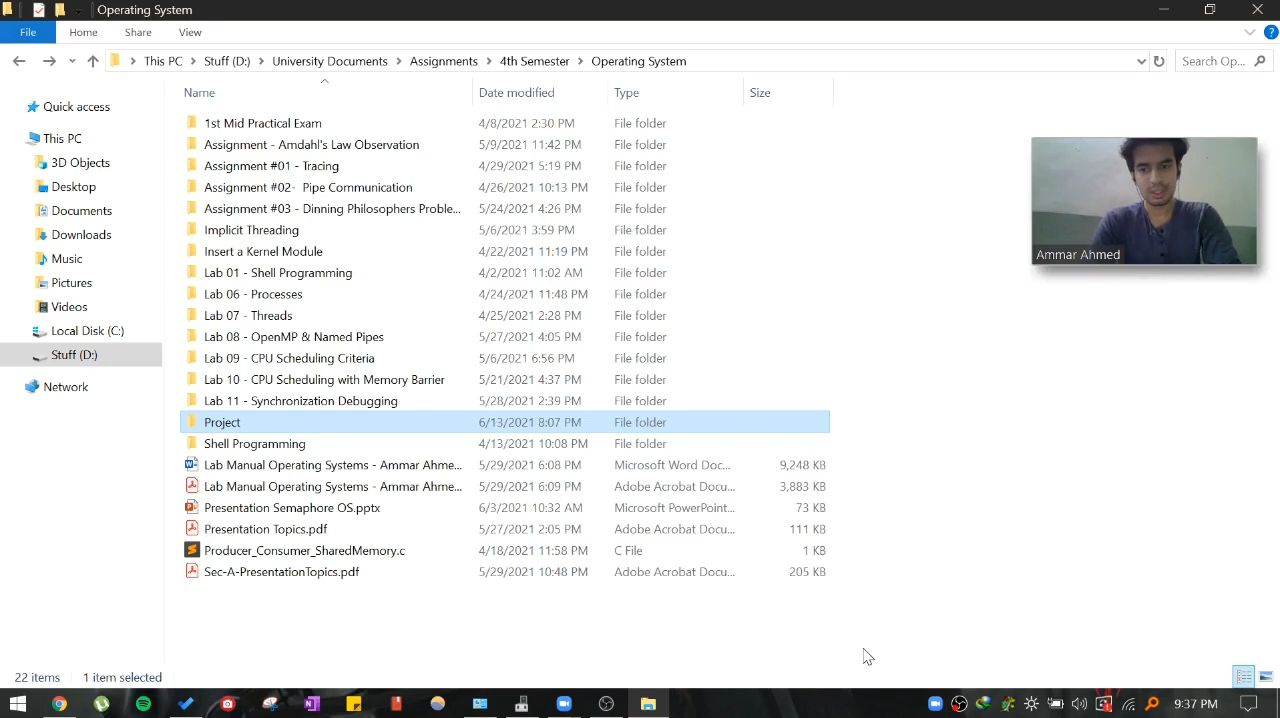 Operating System
File Home Share View
This PC Stuff (D:) University Documents Assignments 4th Semester Operating System Search Op...
Name Date modified Type Size
Quick access
This PC
3D Objects
Desktop
Documents
Downloads
Music
Pictures
Videos
Local Disk (C:)
Stuff (D:)
Network
1st Mid Practical Exam 4/8/2021 2:30 PM File folder
Assignment - Amdahl's Law Observation 5/9/2021 11:42 PM File folder
Assignment #01 - Tracing 4/29/2021 5:19 PM File folder
Assignment #02- Pipe Communication 4/26/2021 10:13 PM File folder
Assignment #03 - Dinning Philosophers Proble... 5/24/2021 4:26 PM File folder
Implicit Threading 5/6/2021 3:59 PM File folder
Insert a Kernel Module 4/22/2021 11:19 PM File folder
Lab 01 - Shell Programming 4/2/2021 11:02 AM File folder
Lab 06 - Processes 4/24/2021 11:48 PM File folder
Lab 07 - Threads 4/25/2021 2:28 PM File folder
Lab 08 - OpenMP & Named Pipes 5/27/2021 4:05 PM File folder
Lab 09 - CPU Scheduling Criteria 5/6/2021 6:56 PM File folder
Lab 10 - CPU Scheduling with Memory Barrier 5/21/2021 4:37 PM File folder
Lab 11 - Synchronization Debugging 5/28/2021 2:39 PM File folder
Project 6/13/2021 8:07 PM File folder
Shell Programming 4/13/2021 10:08 PM File folder
Lab Manual Operating Systems - Ammar Ahme... 5/29/2021 6:08 PM Microsoft Word Doc... 9,248 KB
Lab Manual Operating Systems - Ammar Ahme... 5/29/2021 6:09 PM Adobe Acrobat Docu... 3,883 KB
Presentation Semaphore OS.pptx 6/3/2021 10:32 AM Microsoft PowerPoint... 73 KB
Presentation Topics.pdf 5/27/2021 2:05 PM Adobe Acrobat Docu... 111 KB
Producer_Consumer_SharedMemory.c 4/18/2021 11:58 PM C File 1 KB
Sec-A-PresentationTopics.pdf 5/29/2021 10:48 PM Adobe Acrobat Docu... 205 KB
Ammar Ahmed
22 items 1 item selected
9:37 PM